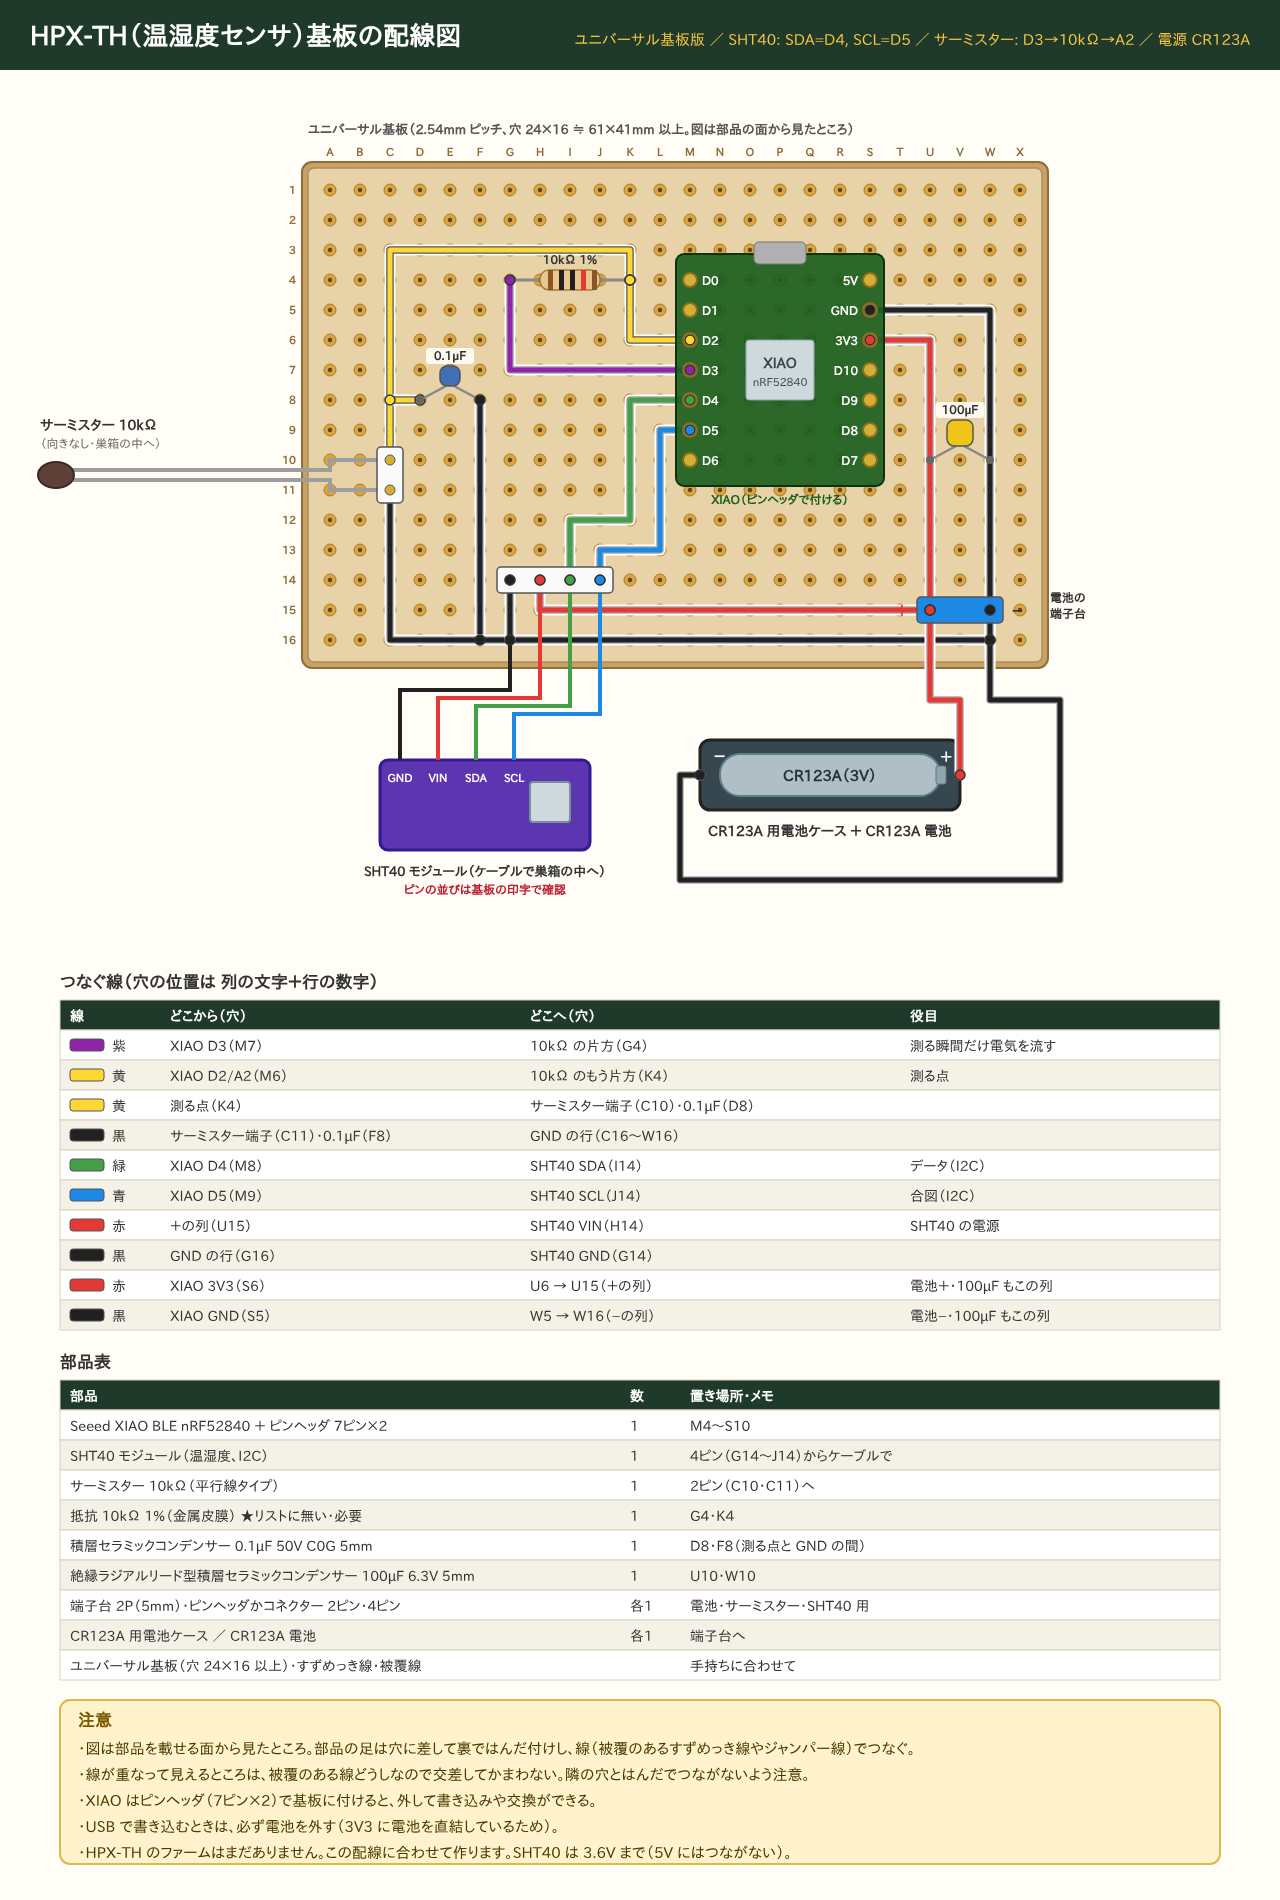 HPX-TH（温湿度センサ）基板の配線図
ユニバーサル基板版 ／ SHT40: SDA=D4, SCL=D5 ／ サーミスター: D3→10kΩ→A2 ／ 電源 CR123A
ユニバーサル基板（2.54mm ピッチ、穴 24×16 ≒ 61×41mm 以上。図は部品の面から見たところ）
A B C D E F G H I J K L M N O P Q R S T U V W X
1
2
3
10kΩ 1%
4 D0 5V
5 D1 GND
6 D2 3V3
XIAO
nRF52840
0.1µF
7 D3 D10
8 D4 D9
100µF
サーミスター 10kΩ
（向きなし・巣箱の中へ）
9 D5 D8
10 D6 D7
11
XIAO（ピンヘッダで付ける）
12
13
14
15
＋
−
電池の
端子台
16
GND VIN SDA SCL
− +
CR123A（3V）
CR123A 用電池ケース ＋ CR123A 電池
SHT40 モジュール（ケーブルで巣箱の中へ）
ピンの並びは基板の印字で確認
つなぐ線（穴の位置は 列の文字＋行の数字）
線 どこから（穴） どこへ（穴） 役目
紫 XIAO D3（M7） 10kΩ の片方（G4） 測る瞬間だけ電気を流す
黄 XIAO D2/A2（M6） 10kΩ のもう片方（K4） 測る点
黄 測る点（K4） サーミスター端子（C10）・0.1µF（D8）
黒 サーミスター端子（C11）・0.1µF（F8） GND の行（C16〜W16）
緑 XIAO D4（M8） SHT40 SDA（I14） データ（I2C）
青 XIAO D5（M9） SHT40 SCL（J14） 合図（I2C）
赤 ＋の列（U15） SHT40 VIN（H14） SHT40 の電源
黒 GND の行（G16） SHT40 GND（G14）
赤 XIAO 3V3（S6） U6 → U15（＋の列） 電池＋・100µF もこの列
黒 XIAO GND（S5） W5 → W16（−の列） 電池−・100µF もこの列
部品表
部品 数 置き場所・メモ
Seeed XIAO BLE nRF52840 ＋ ピンヘッダ 7ピン×2 1 M4〜S10
SHT40 モジュール（温湿度、I2C） 1 4ピン（G14〜J14）からケーブルで
サーミスター 10kΩ（平行線タイプ） 1 2ピン（C10・C11）へ
抵抗 10kΩ 1%（金属皮膜） ★リストに無い・必要 1 G4・K4
積層セラミックコンデンサー 0.1µF 50V C0G 5mm 1 D8・F8（測る点と GND の間）
絶縁ラジアルリード型積層セラミックコンデンサー 100µF 6.3V 5mm 1 U10・W10
端子台 2P（5mm）・ピンヘッダかコネクター 2ピン・4ピン 各1 電池・サーミスター・SHT40 用
CR123A 用電池ケース ／ CR123A 電池 各1 端子台へ
ユニバーサル基板（穴 24×16 以上）・すずめっき線・被覆線 手持ちに合わせて
注意
・図は部品を載せる面から見たところ。部品の足は穴に差して裏ではんだ付けし、線（被覆のあるすずめっき線やジャンパー線）でつなぐ。
・線が重なって見えるところは、被覆のある線どうしなので交差してかまわない。隣の穴とはんだでつながないよう注意。
・XIAO はピンヘッダ（7ピン×2）で基板に付けると、外して書き込みや交換ができる。
・USB で書き込むときは、必ず電池を外す（3V3 に電池を直結しているため）。
・HPX-TH のファームはまだありません。この配線に合わせて作ります。SHT40 は 3.6V まで（5V にはつながない）。